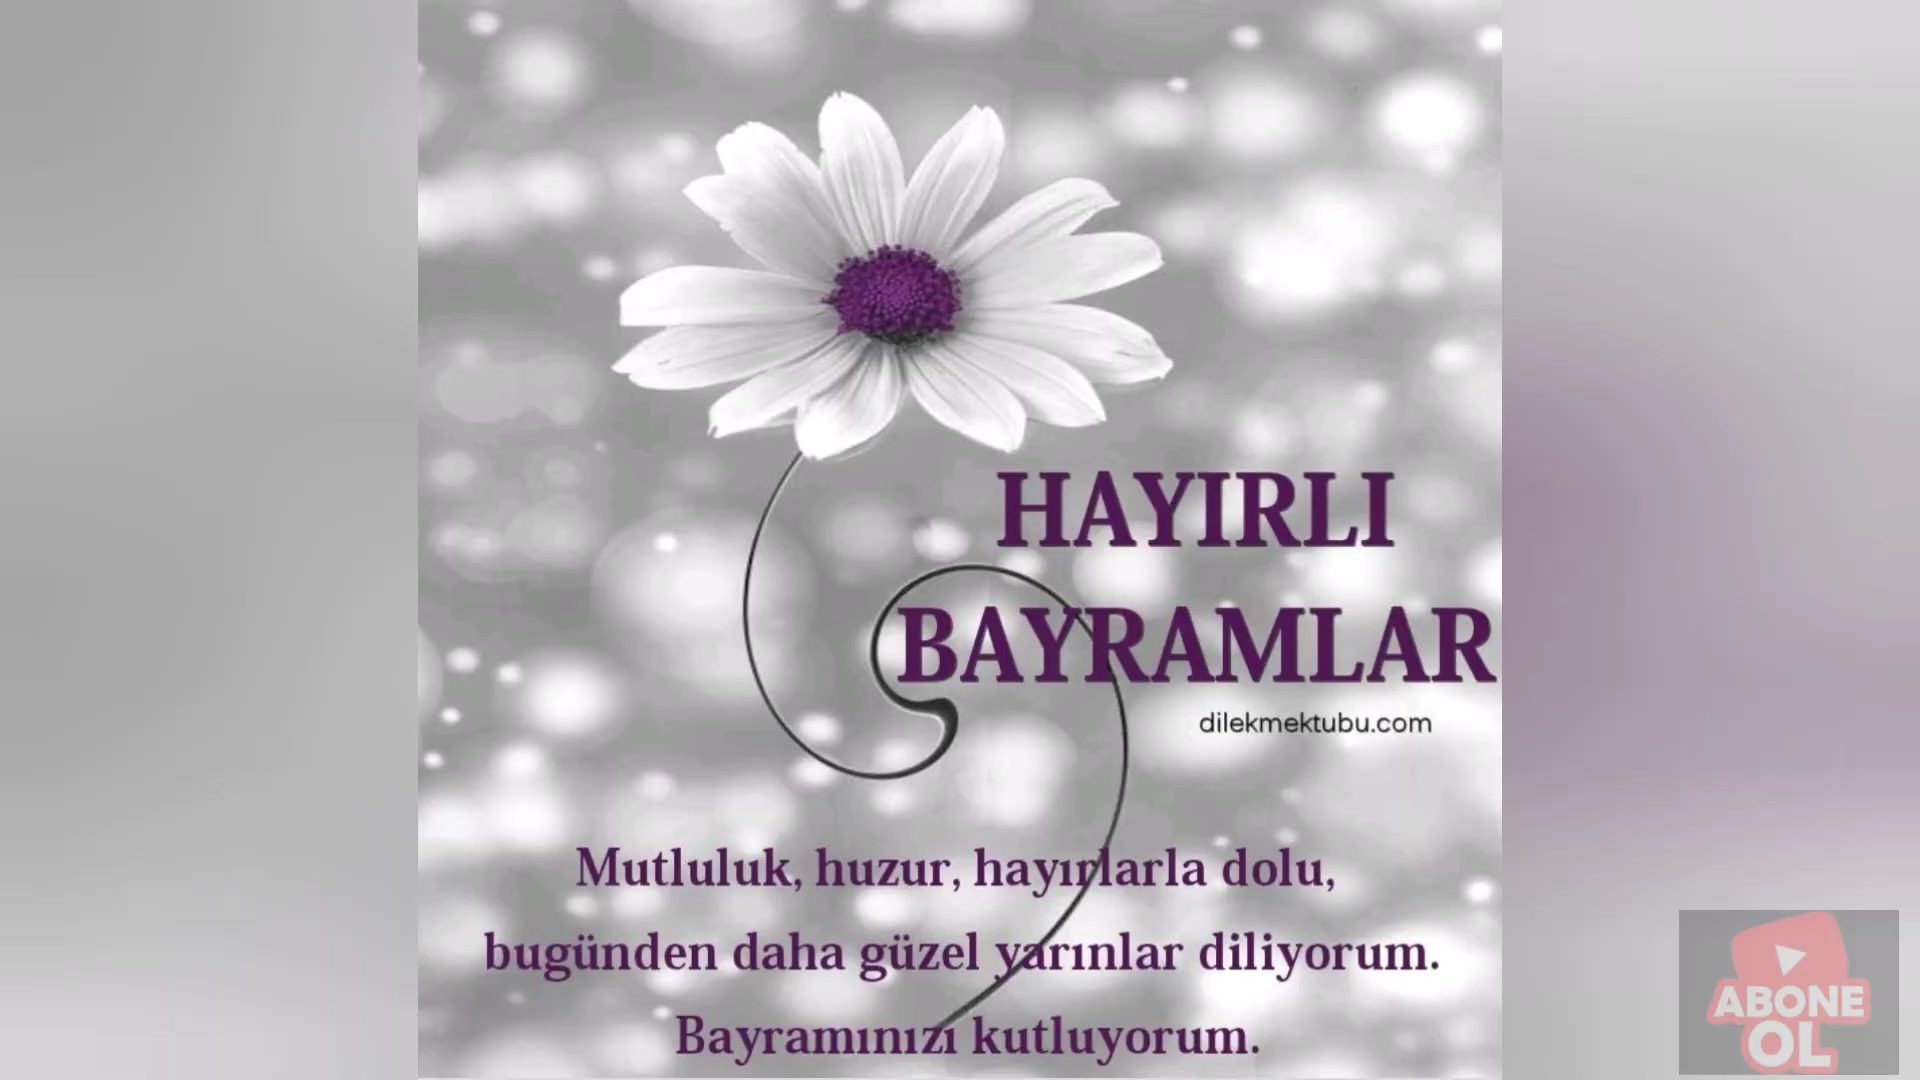 HAYIRLI
BAYRAMLAR
dilekmektubu.com
Mutluluk, huzur, hayırlarla dolu,
bugünden daha güzel yarınlar diliyorum.
Bayramınızı kutluyorum.
ABONE
OL